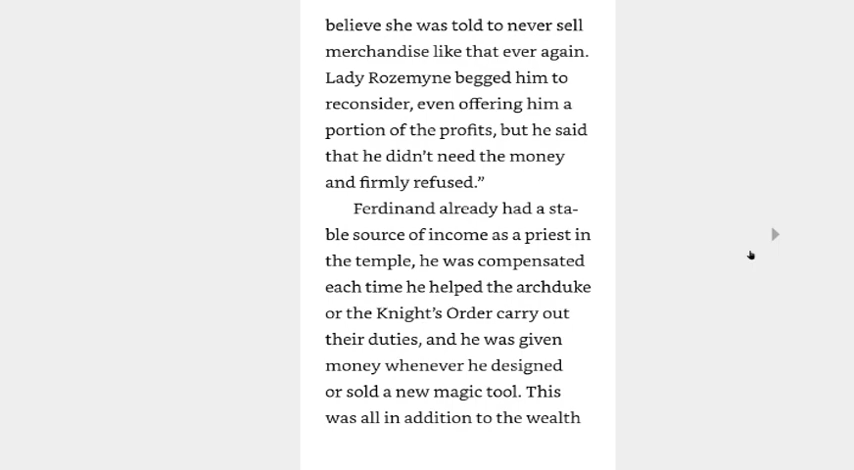 believe she was told to never sell
merchandise like that ever again.
Lady Rozemyne begged him to
reconsider, even offering him a
portion of the profits, but he said
that he didn’t need the money
and firmly refused.”
Ferdinand already had a sta-
ble source of income as a priest in
the temple, he was compensated
each time he helped the archduke
or the Knight’s Order carry out
their duties, and he was given
money whenever he designed
or sold a new magic tool. This
was all in addition to the wealth